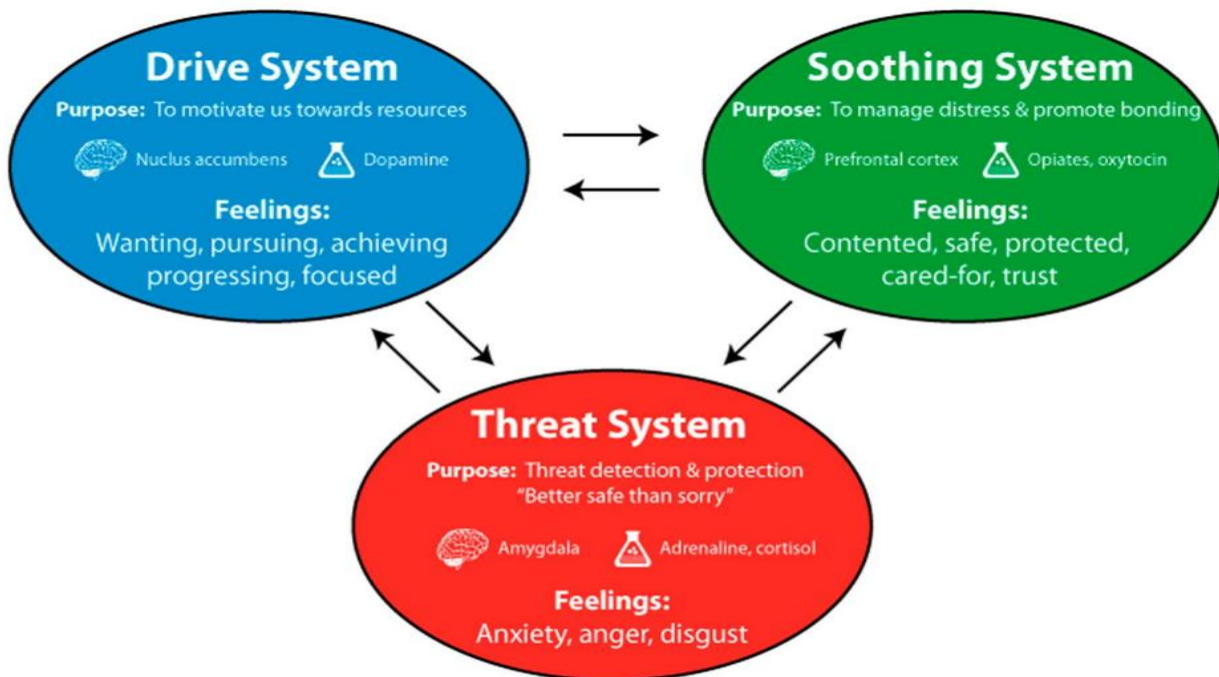 Drive System
Purpose: To motivate us towards resources
Nuclus accumbens
Dopamine
Feelings:
Wanting, pursuing, achieving
progressing, focused
Soothing System
Purpose: To manage distress & promote bonding
Prefrontal cortex
Opiates, oxytocin
Feelings:
Contented, safe, protected,
cared-for, trust
Threat System
Purpose: Threat detection & protection
“Better safe than sorry”
Amygdala
Adrenaline, cortisol
Feelings:
Anxiety, anger, disgust